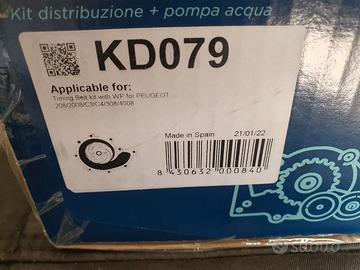 *Kit distribuzione + pompa acqua
KD079
Applicable for:
Timing Belt kit with WP for PEUGEOT
208/2008/C3/C4/308/4008
Made in Spain
21/01/22
8 430632 000840
subito